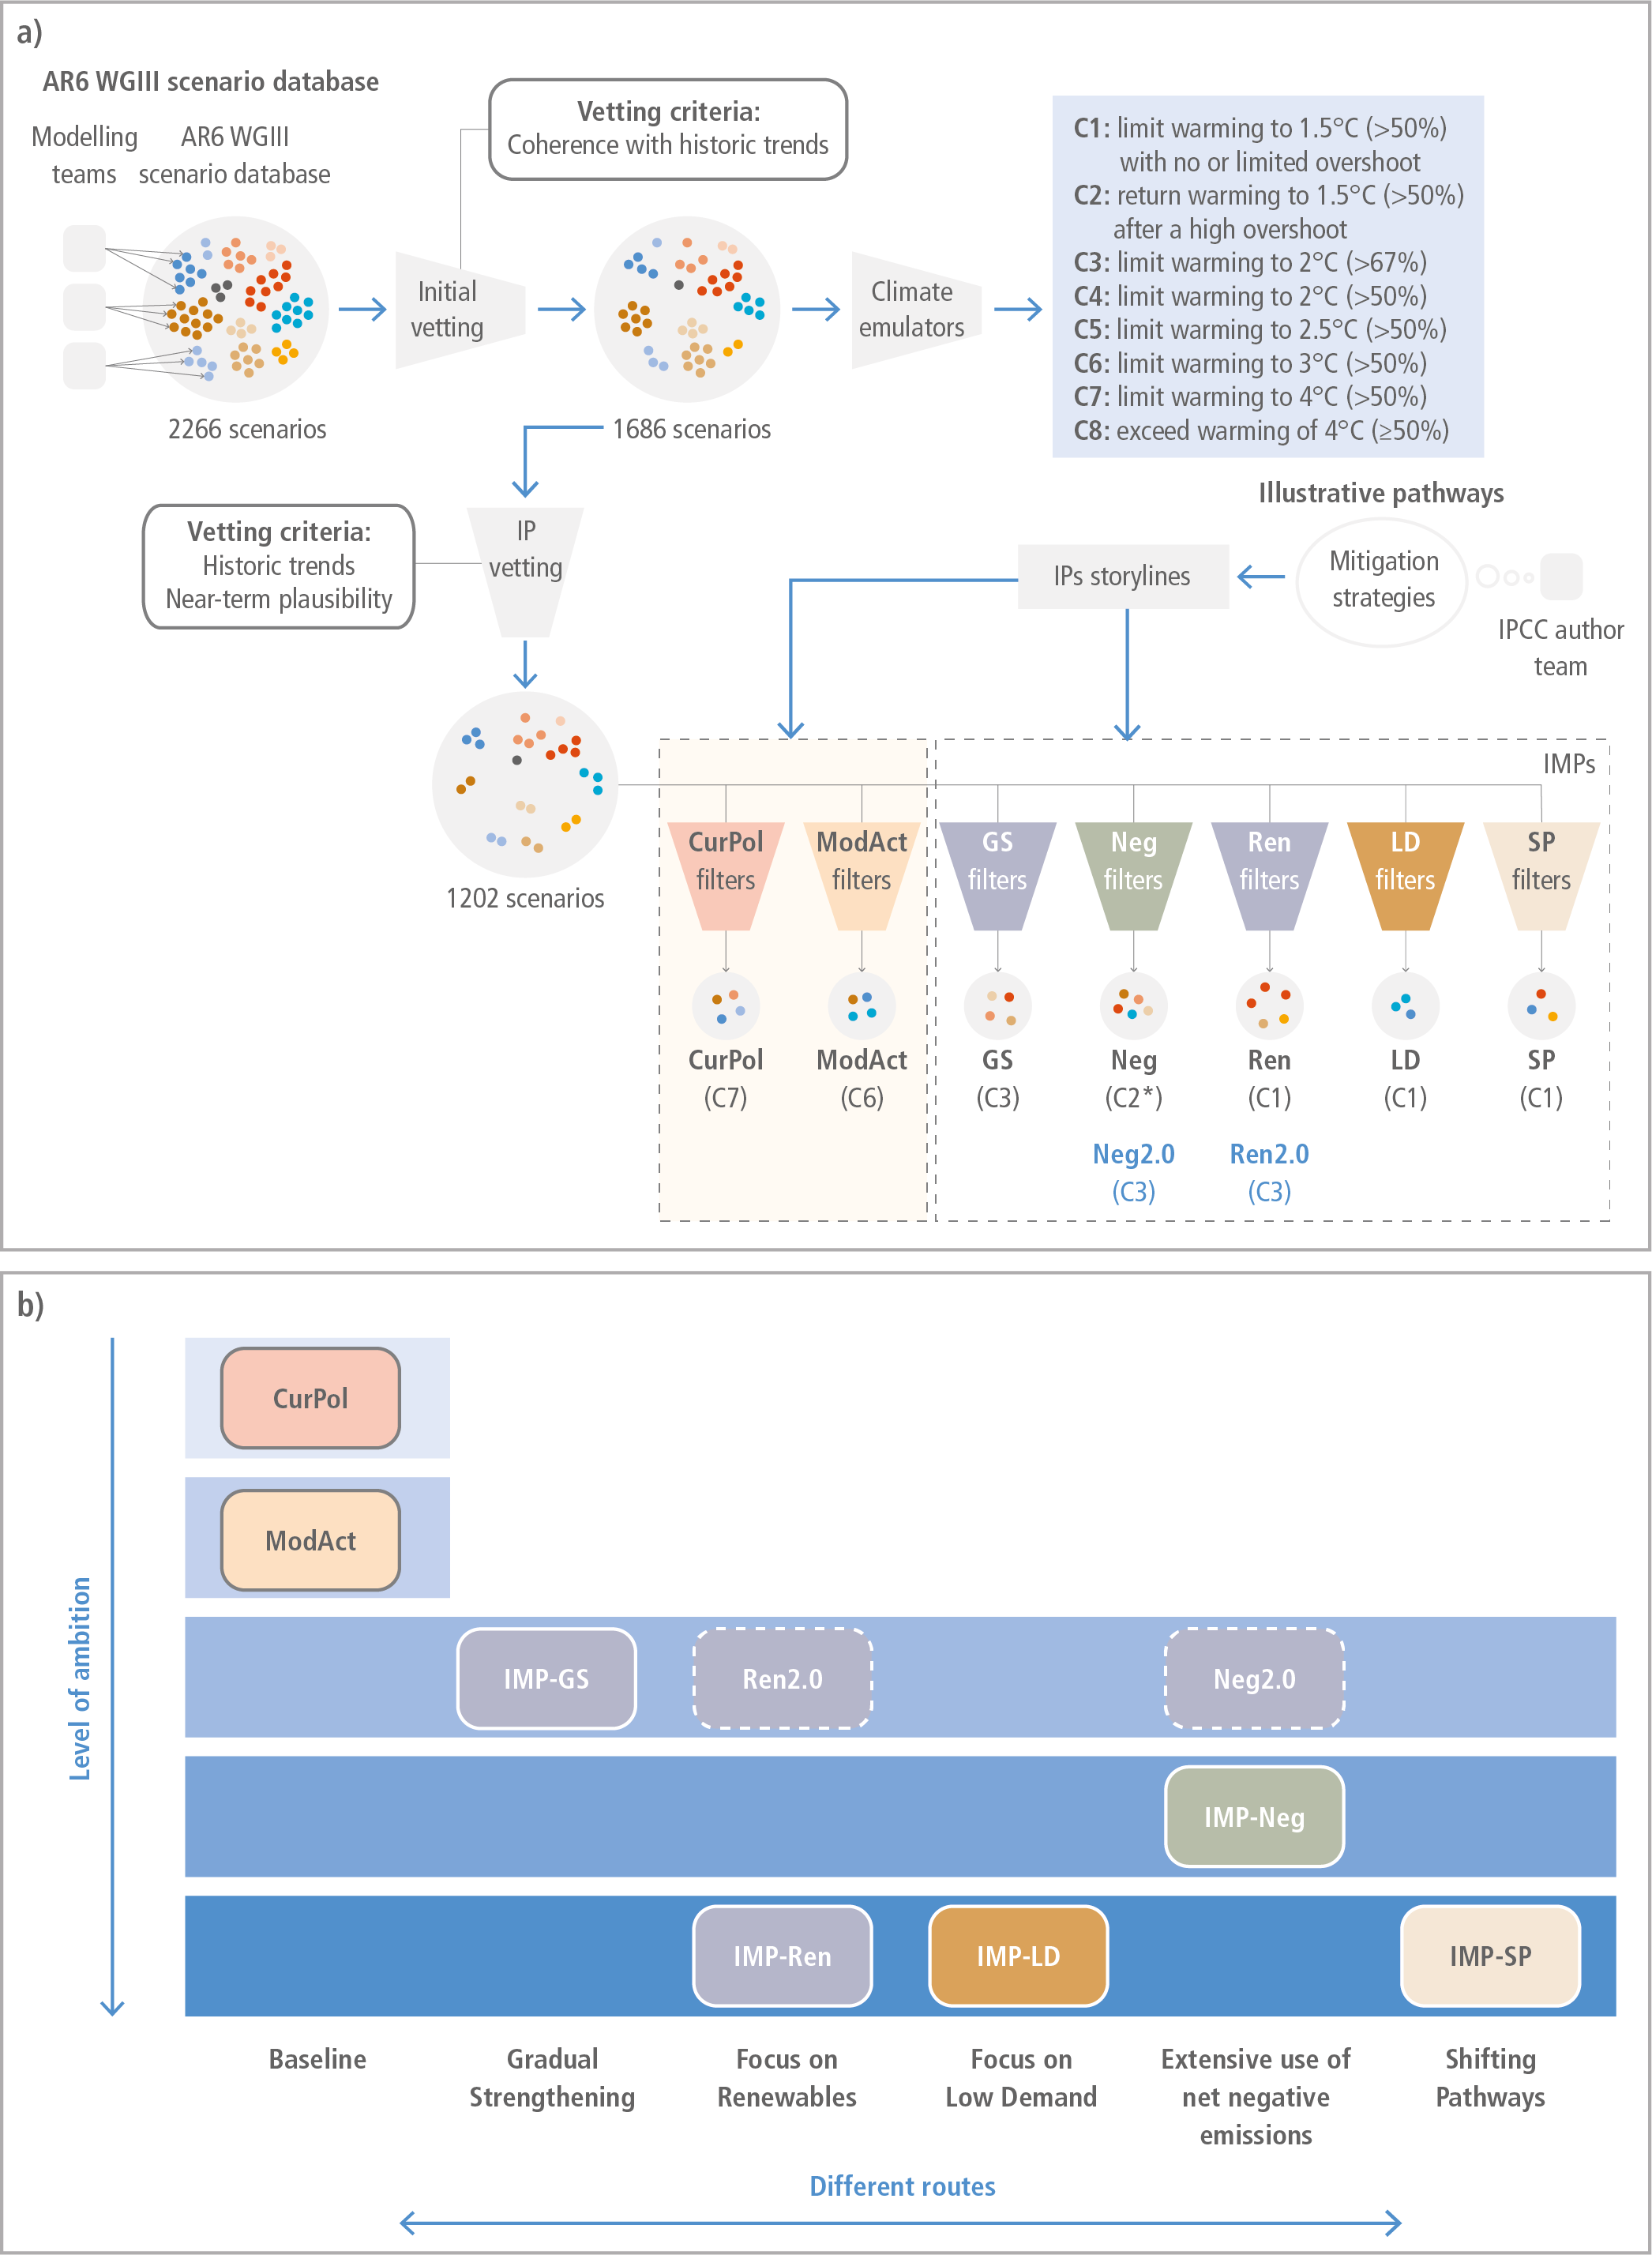 a)
AR6 WGIII scenario database
Modelling
teams
AR6 WGIII
scenario database
Vetting criteria:
Coherence with historic trends
Initial
vetting
Climate
emulators
2266 scenarios
1686 scenarios
C1: limit warming to 1.5°C (>50%)
with no or limited overshoot
C2: return warming to 1.5°C (>50%)
after a high overshoot
C3: limit warming to 2°C (>67%)
C4: limit warming to 2°C (>50%)
C5: limit warming to 2.5°C (>50%)
C6: limit warming to 3°C (>50%)
C7: limit warming to 4°C (>50%)
C8: exceed warming of 4°C (≥50%)
Vetting criteria:
Historic trends
Near-term plausibility
IP
vetting
Illustrative pathways
IPs storylines
Mitigation
strategies
IPCC author
team
1202 scenarios
IMPs
CurPol
filters
ModAct
filters
GS
filters
Neg
filters
Ren
filters
LD
filters
SP
filters
CurPol
(C7)
ModAct
(C6)
GS
(C3)
Neg
(C2*)
Ren
(C1)
LD
(C1)
SP
(C1)
Neg2.0
(C3)
Ren2.0
(C3)
b)
Level of ambition
CurPol
ModAct
IMP-GS
Ren2.0
Neg2.0
IMP-Neg
IMP-Ren
IMP-LD
IMP-SP
Baseline
Gradual
Strengthening
Focus on
Renewables
Focus on
Low Demand
Extensive use of
net negative
emissions
Shifting
Pathways
Different routes